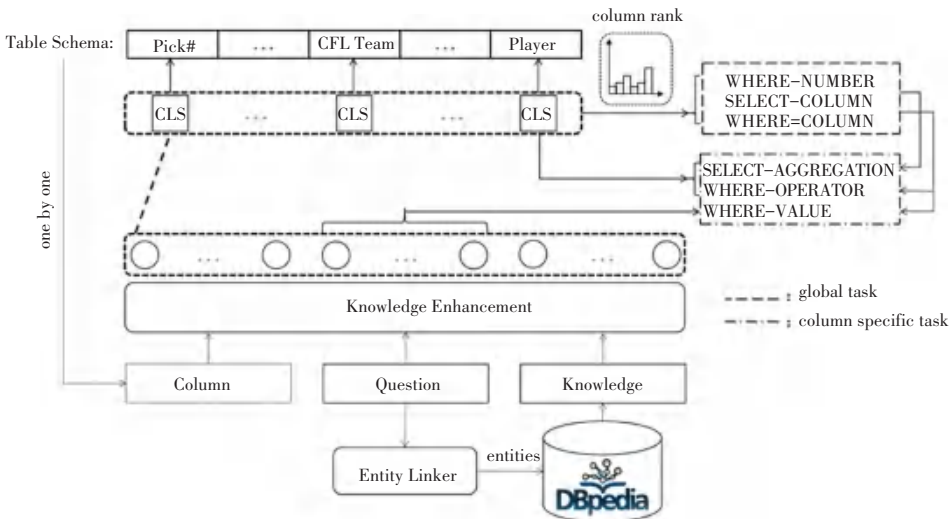 column rank
Table Schema: Pick# ... CFL Team ... Player
CLS ... CLS ... CLS
WHERE-NUMBER
SELECT-COLUMN
WHERE=COLUMN
SELECT-AGGREGATION
WHERE-OPERATOR
WHERE-VALUE
one by one
... ... ...
Knowledge Enhancement
: global task
: column specific task
Column Question Knowledge
Entity Linker entities DBpedia